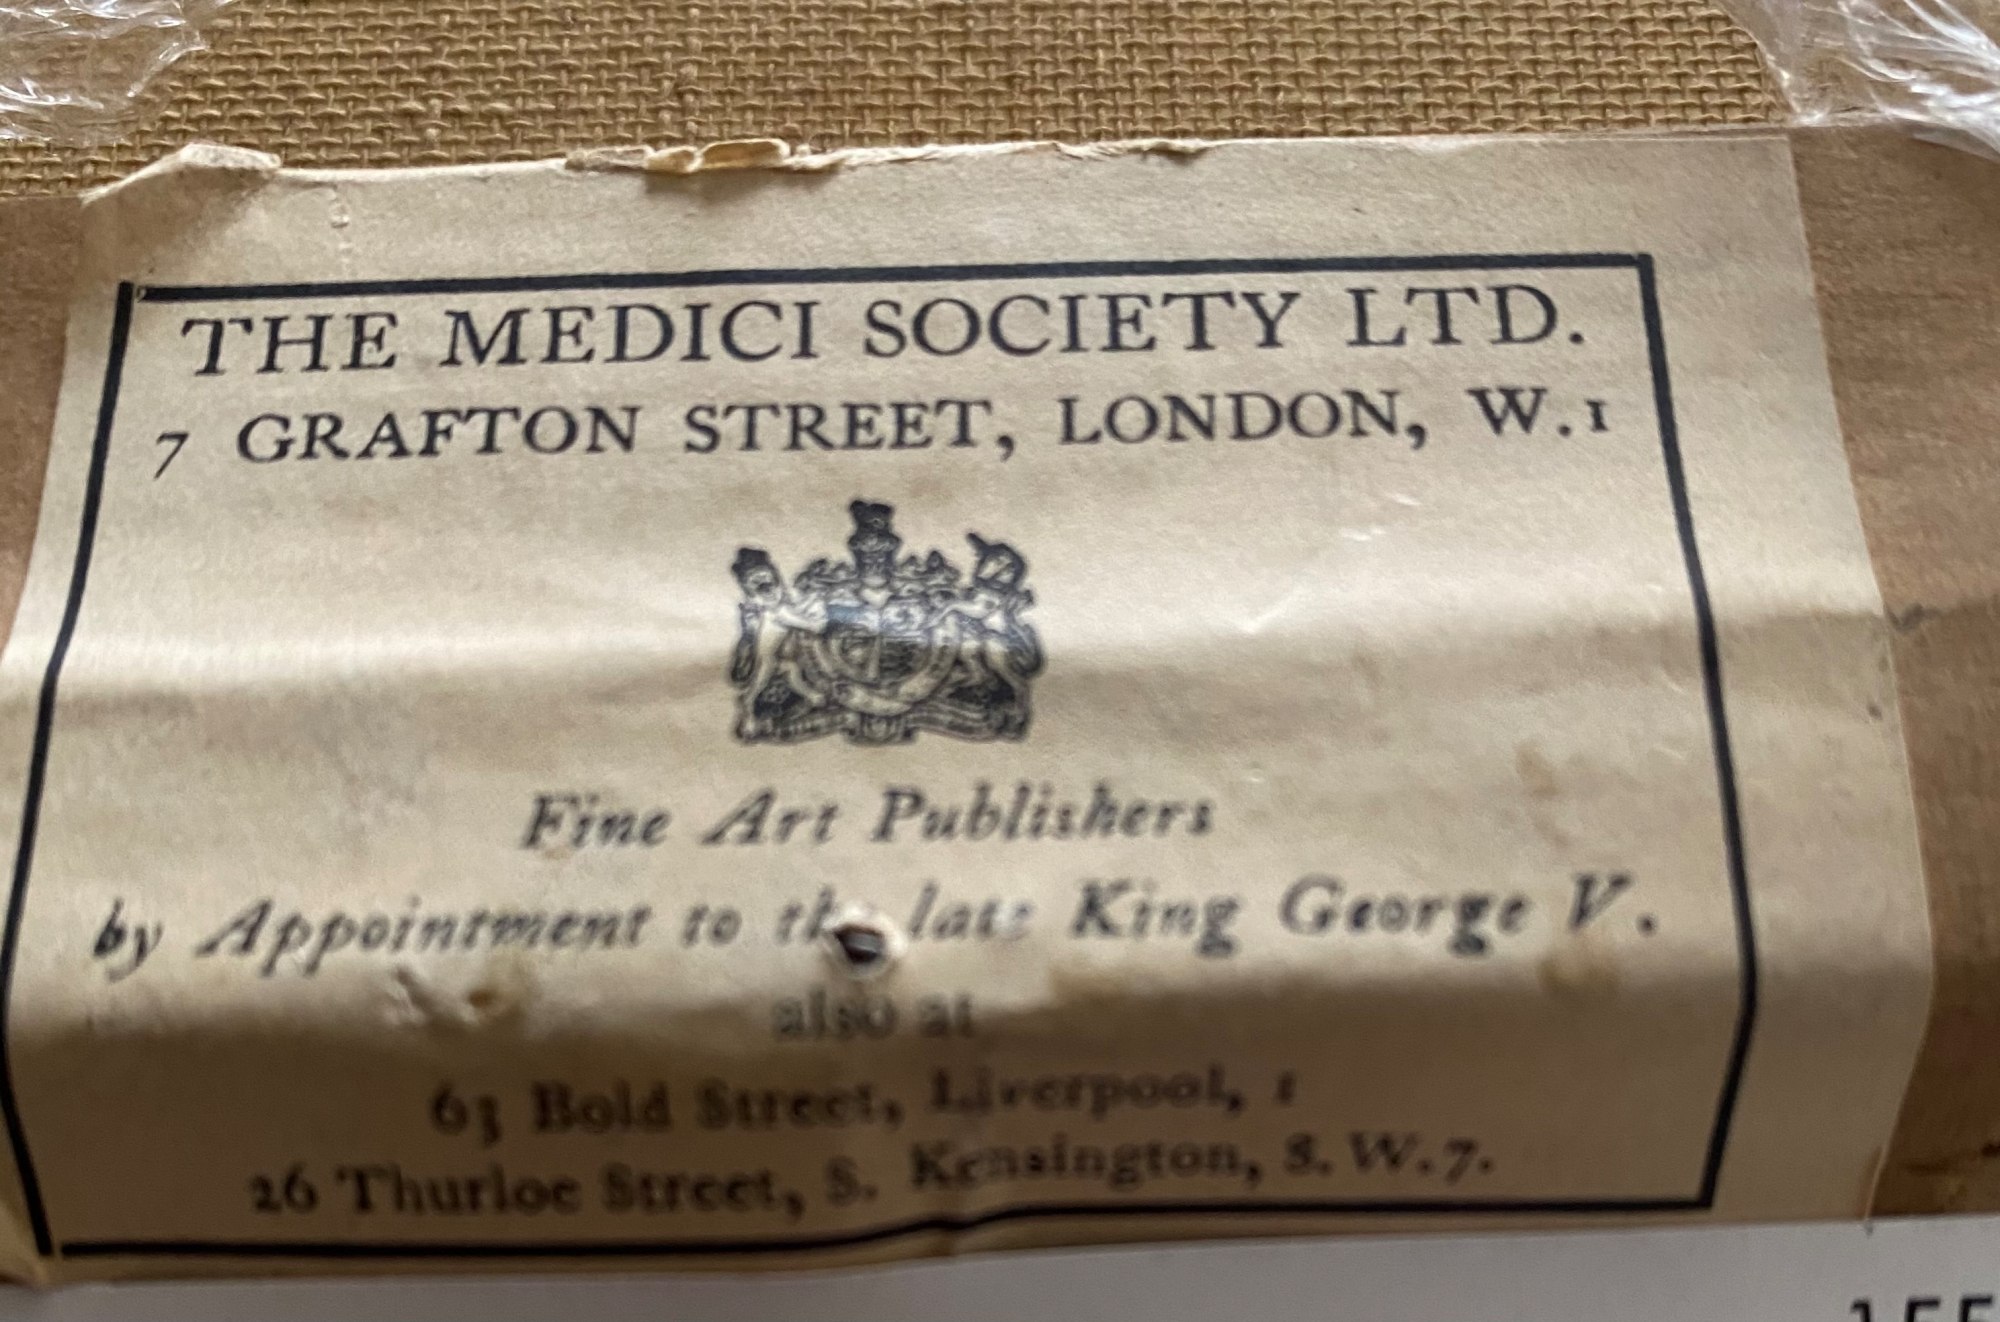 THE MEDICI SOCIETY LTD.
7 GRAFTON STREET, LONDON, W.1
Fine Art Publishers
by Appointment to the late King George V.
also at
63 Bold Street, Liverpool, 1
26 Thurloe Street, S. Kensington, S.W.7.
155